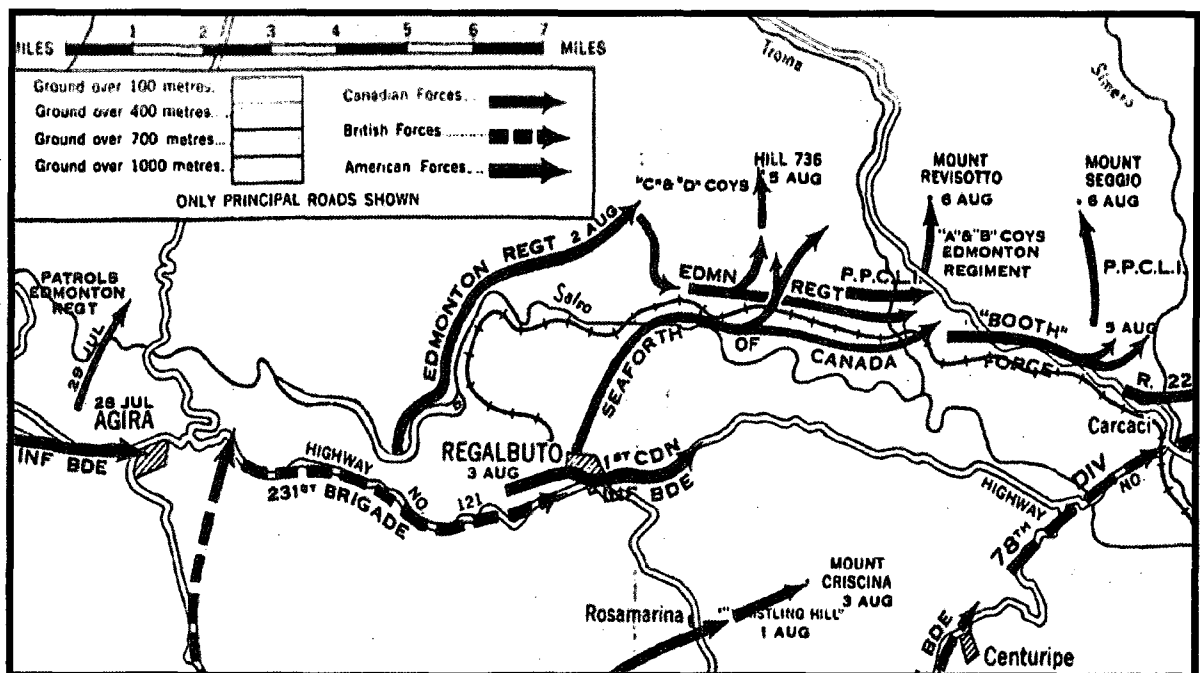 1 2 3 4 5 6 7
MILES MILES
Ground over 100 metres.
Ground over 400 metres...
Ground over 700 metres...
Ground over 1000 metres.
Canadian Forces...
British Forces ........
American Forces...
ONLY PRINCIPAL ROADS SHOWN
Troina
Simeto
HILL 736
5 AUG
"C" & "D" COYS
MOUNT
REVISOTTO
6 AUG
MOUNT
SEGGIO
6 AUG
"A" & "B" COYS
EDMONTON
REGIMENT
P.P.C.L.I.
PATROLS
EDMONTON
REGT
29 JUL
EDMONTON REGT 2 AUG
EDMN REGT
P.P.C.L.I.
Salso
SEAFORTH OF CANADA
"BOOTH" FORCE
5 AUG
R. 22
28 JUL
AGIRA
INF BDE
HIGHWAY NO. 121
231ST BRIGADE
REGALBUTO
3 AUG
1ST CDN
INF BDE
Carcaci
HIGHWAY NO.
78TH DIV
MOUNT
CRISCINA
3 AUG
Rosamarina
HILL"
1 AUG
BDE
Centuripe